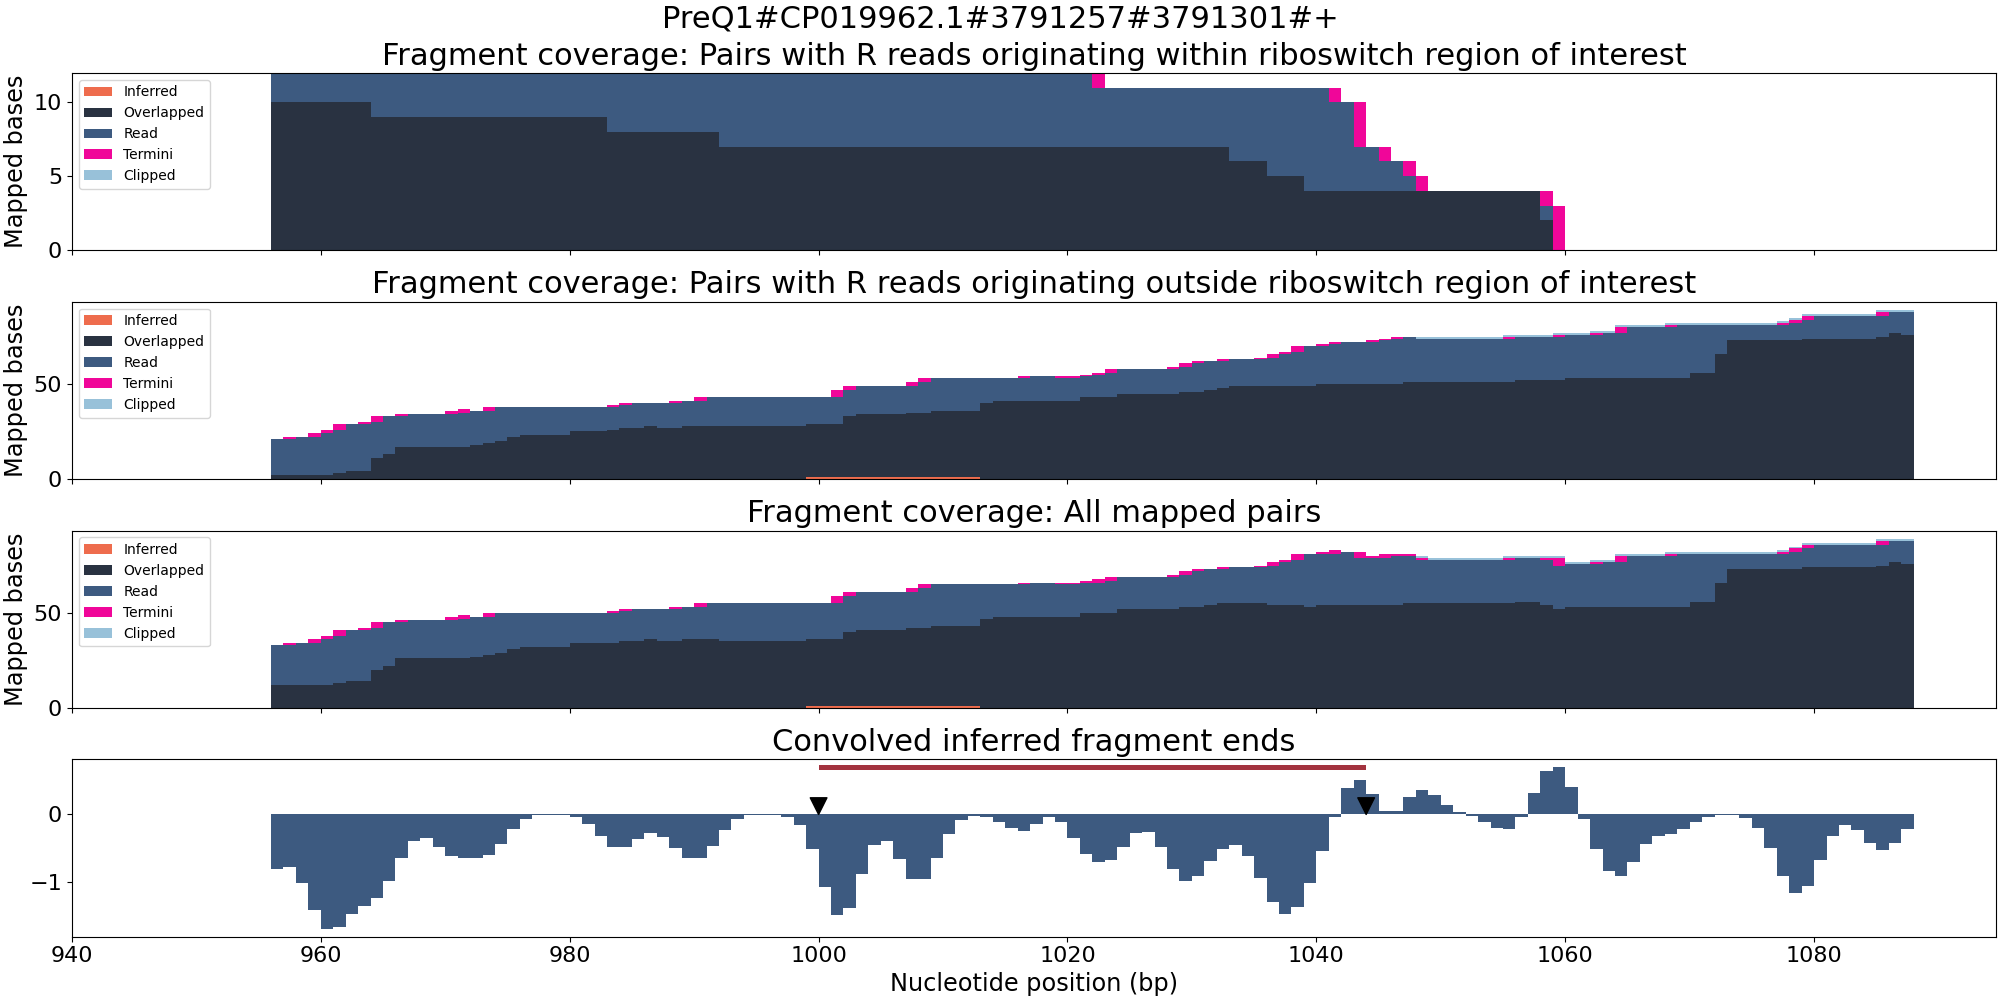 PreQ1#CP019962.1#3791257#3791301#+
Fragment coverage: Pairs with R reads originating within riboswitch region of interest
Mapped bases
10
5
0
Inferred
Overlapped
Read
Termini
Clipped
Fragment coverage: Pairs with R reads originating outside riboswitch region of interest
Mapped bases
50
0
Inferred
Overlapped
Read
Termini
Clipped
Fragment coverage: All mapped pairs
Mapped bases
50
0
Inferred
Overlapped
Read
Termini
Clipped
Convolved inferred fragment ends
0
−1
940 960 980 1000 1020 1040 1060 1080
Nucleotide position (bp)